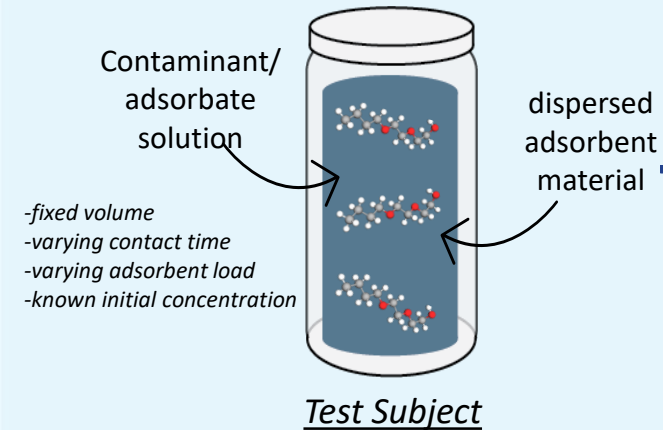 Contaminant/
adsorbate
solution
dispersed
adsorbent
material
-fixed volume
-varying contact time
-varying adsorbent load
-known initial concentration
Test Subject